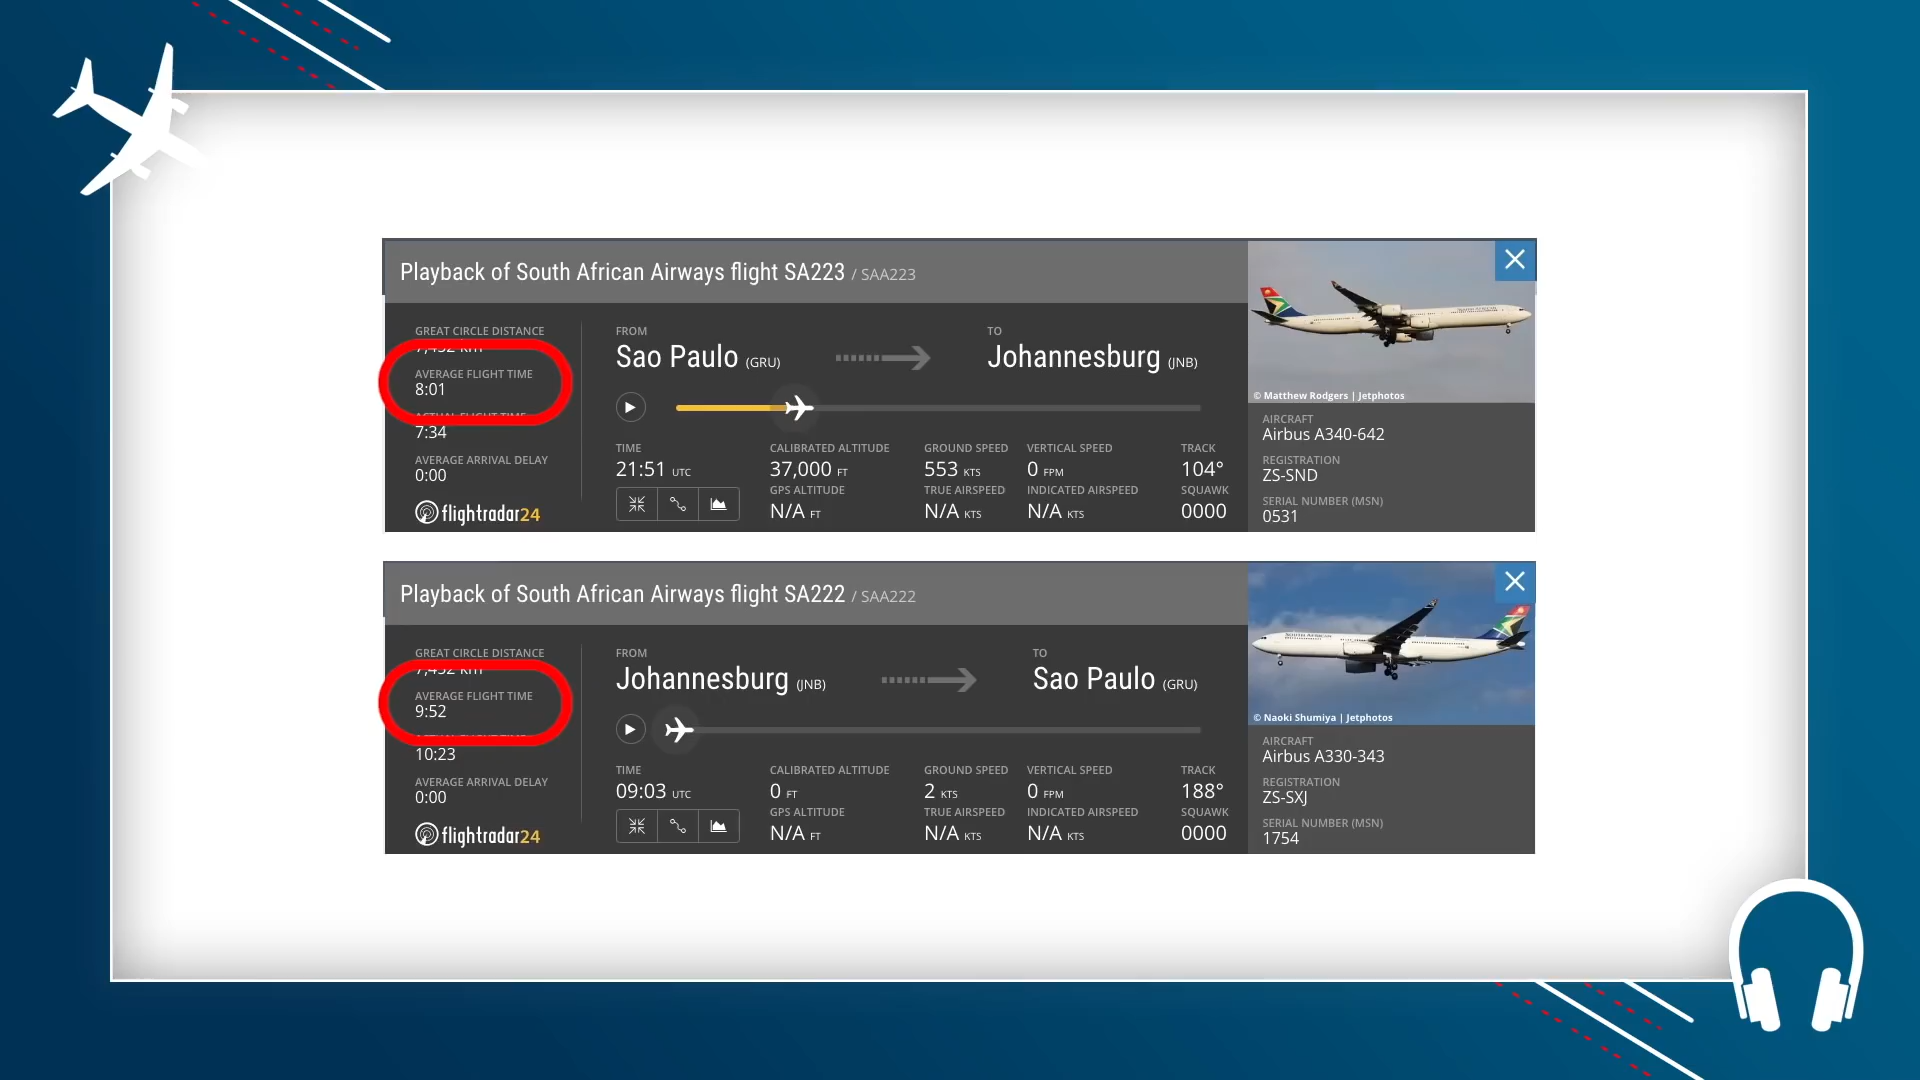 Playback of South African Airways flight SA223 / SAA223
GREAT CIRCLE DISTANCE
AVERAGE FLIGHT TIME
8:01
7:34
AVERAGE ARRIVAL DELAY
0:00
flightradar24
FROM
Sao Paulo (GRU)
TO
Johannesburg (JNB)
TIME
21:51 UTC
CALIBRATED ALTITUDE
37,000 FT
GPS ALTITUDE
N/A FT
GROUND SPEED
553 KTS
TRUE AIRSPEED
N/A KTS
VERTICAL SPEED
0 FPM
INDICATED AIRSPEED
N/A KTS
TRACK
104°
SQUAWK
0000
© Matthew Rodgers | Jetphotos
AIRCRAFT
Airbus A340-642
REGISTRATION
ZS-SND
SERIAL NUMBER (MSN)
0531
Playback of South African Airways flight SA222 / SAA222
GREAT CIRCLE DISTANCE
AVERAGE FLIGHT TIME
9:52
10:23
AVERAGE ARRIVAL DELAY
0:00
flightradar24
FROM
Johannesburg (JNB)
TO
Sao Paulo (GRU)
TIME
09:03 UTC
CALIBRATED ALTITUDE
0 FT
GPS ALTITUDE
N/A FT
GROUND SPEED
2 KTS
TRUE AIRSPEED
N/A KTS
VERTICAL SPEED
0 FPM
INDICATED AIRSPEED
N/A KTS
TRACK
188°
SQUAWK
0000
© Naoki Shumiya | Jetphotos
AIRCRAFT
Airbus A330-343
REGISTRATION
ZS-SXJ
SERIAL NUMBER (MSN)
1754